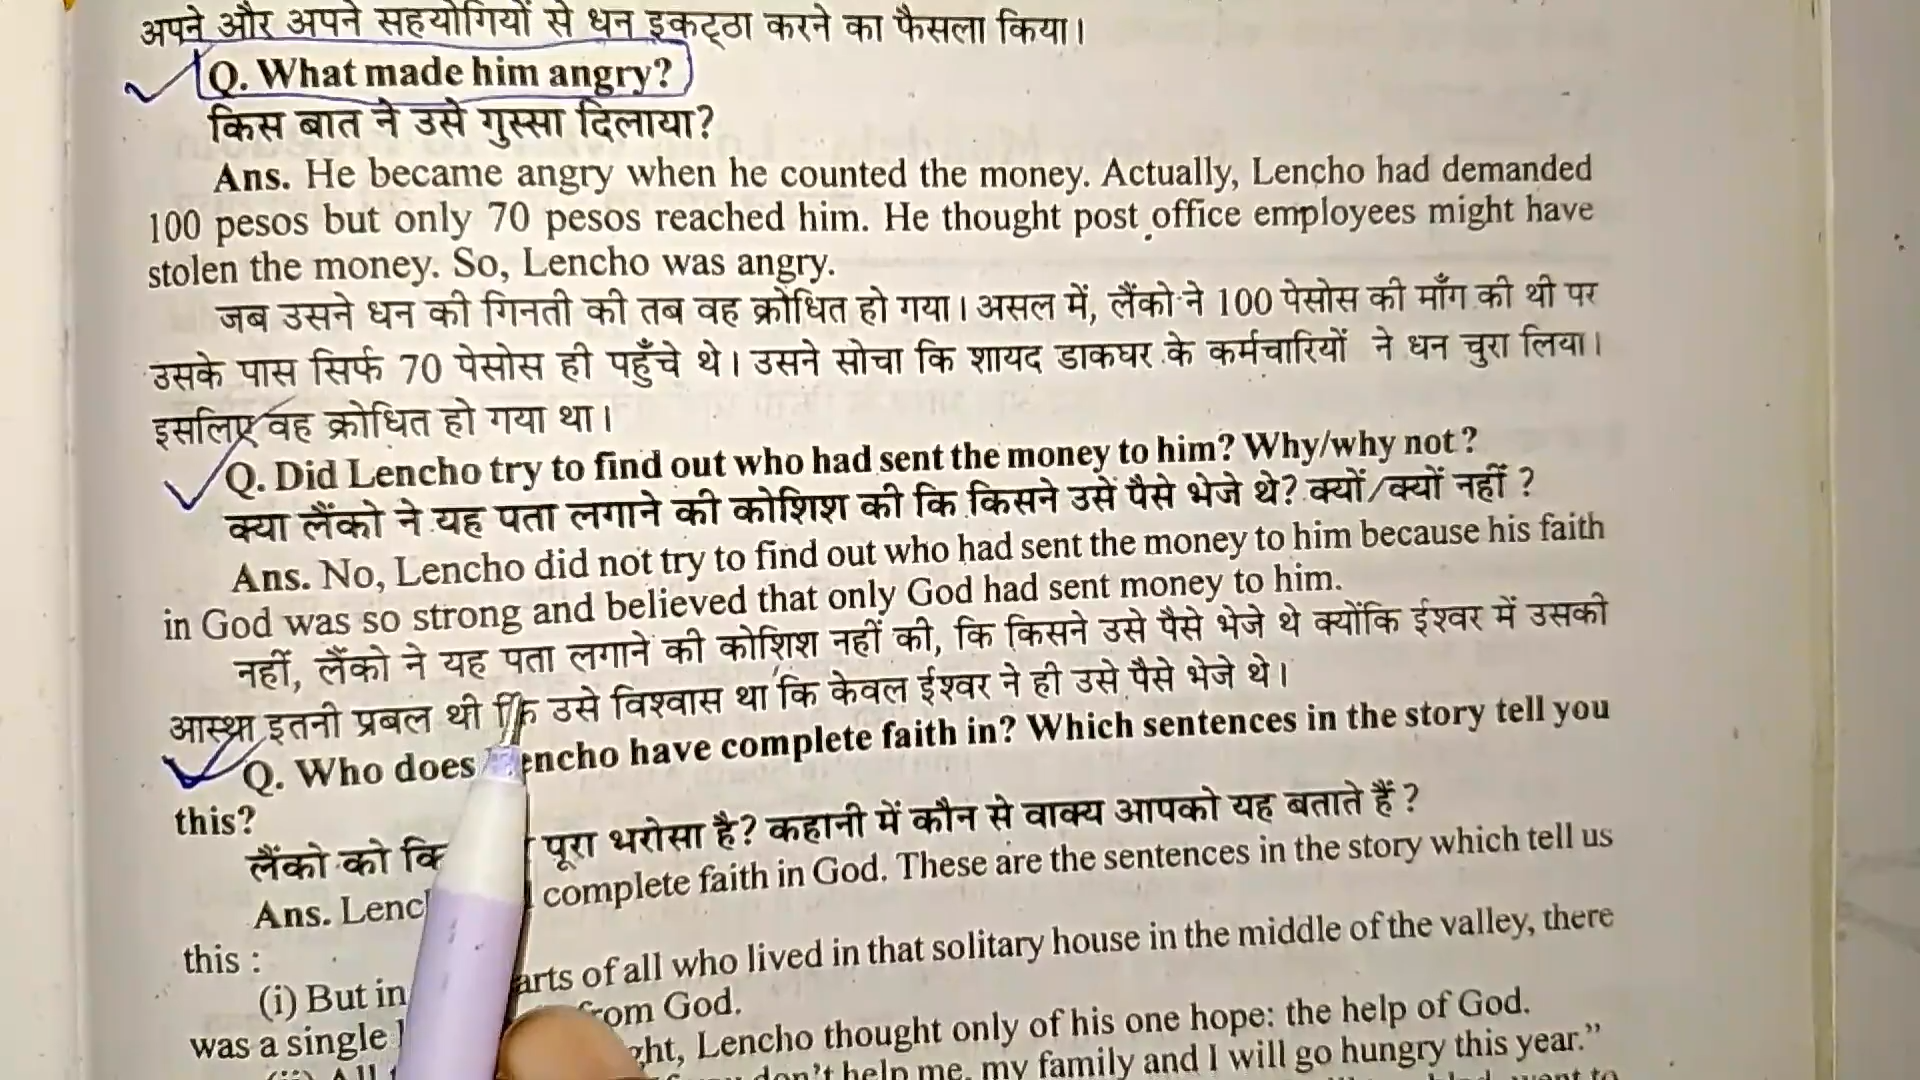 अपने और अपने सहयोगियों से धन इकट्ठा करने का फैसला किया।
Q. What made him angry?
किस बात ने उसे गुस्सा दिलाया?
Ans. He became angry when he counted the money. Actually, Lencho had demanded
100 pesos but only 70 pesos reached him. He thought post office employees might have
stolen the money. So, Lencho was angry.
जब उसने धन की गिनती की तब वह क्रोधित हो गया। असल में, लैंको ने 100 पेसोस की माँग की थी पर
उसके पास सिर्फ 70 पेसोस ही पहुँचे थे। उसने सोचा कि शायद डाकघर के कर्मचारियों ने धन चुरा लिया।
इसलिए वह क्रोधित हो गया था।
Q. Did Lencho try to find out who had sent the money to him? Why/why not?
क्या लैंको ने यह पता लगाने की कोशिश की कि किसने उसे पैसे भेजे थे? क्यों/क्यों नहीं ?
Ans. No, Lencho did not try to find out who had sent the money to him because his faith
in God was so strong and believed that only God had sent money to him.
नहीं, लैंको ने यह पता लगाने की कोशिश नहीं की, कि किसने उसे पैसे भेजे थे क्योंकि ईश्वर में उसकी
आस्था इतनी प्रबल थी कि उसे विश्वास था कि केवल ईश्वर ने ही उसे पैसे भेजे थे।
Q. Who does Lencho have complete faith in? Which sentences in the story tell you
this?
लैंको को पूरा भरोसा है? कहानी में कौन से वाक्य आपको यह बताते हैं ?
Ans. complete faith in God. These are the sentences in the story which tell us
this :
(i) But in of all who lived in that solitary house in the middle of the valley, there
was a single from God.
Lencho thought only of his one hope: the help of God.
don't help me, my family and I will go hungry this year.”